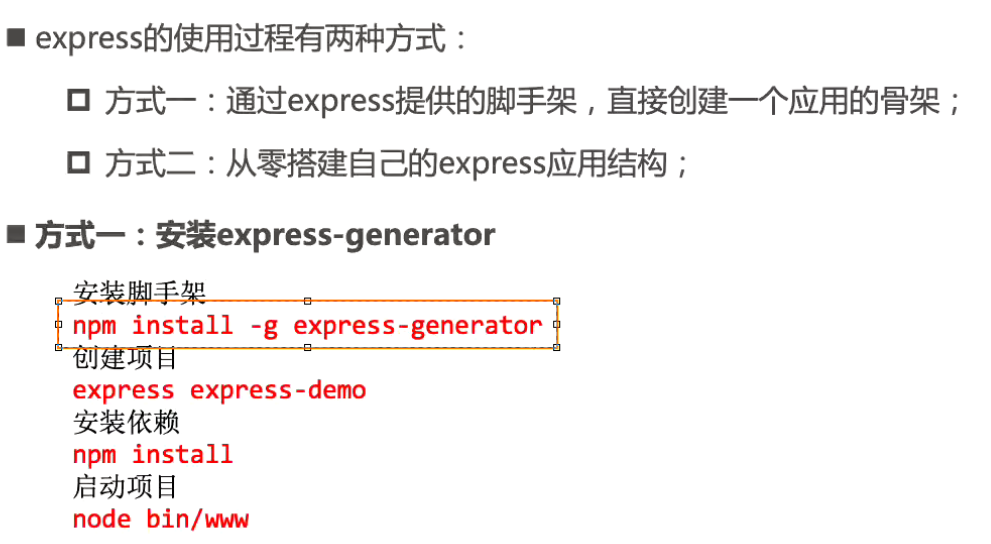 express的使用过程有两种方式：
方式一：通过express提供的脚手架，直接创建一个应用的骨架；
方式二：从零搭建自己的express应用结构；
方式一：安装express-generator
安装脚手架
npm install -g express-generator
创建项目
express express-demo
安装依赖
npm install
启动项目
node bin/www